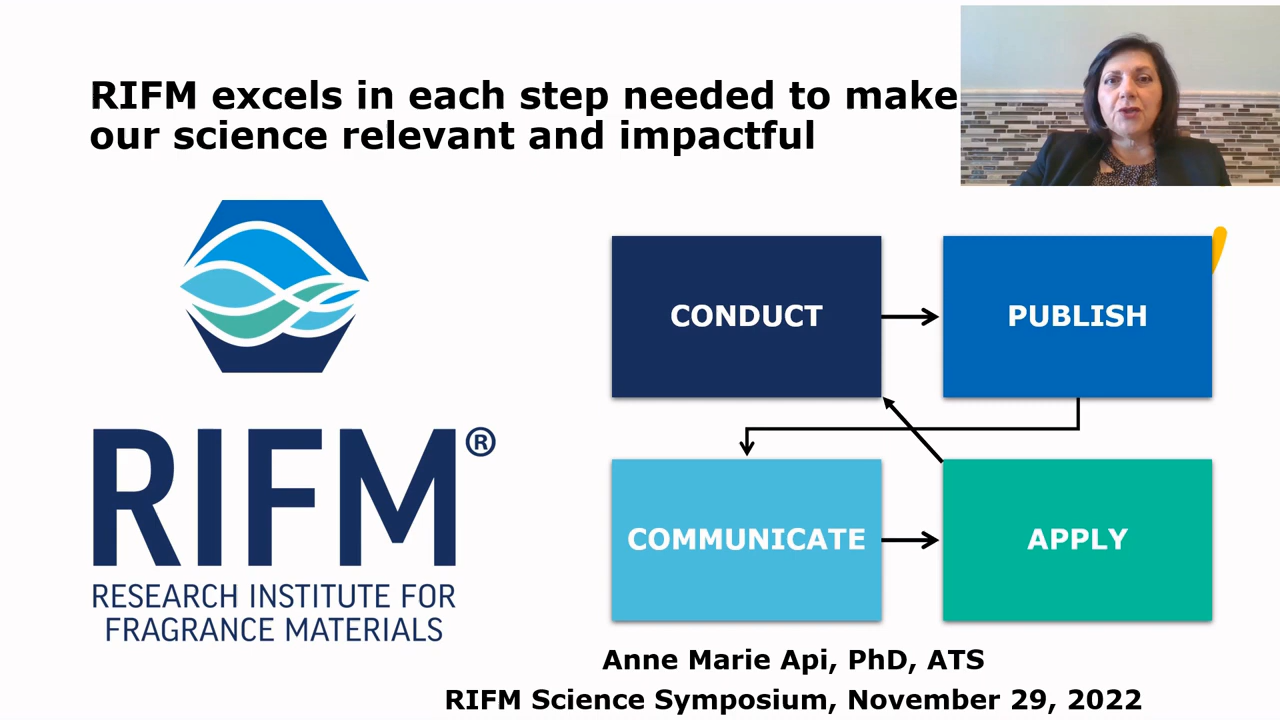 RIFM excels in each step needed to make
our science relevant and impactful
RIFM®
RESEARCH INSTITUTE FOR
FRAGRANCE MATERIALS
CONDUCT
PUBLISH
COMMUNICATE
APPLY
Anne Marie Api, PhD, ATS
RIFM Science Symposium, November 29, 2022